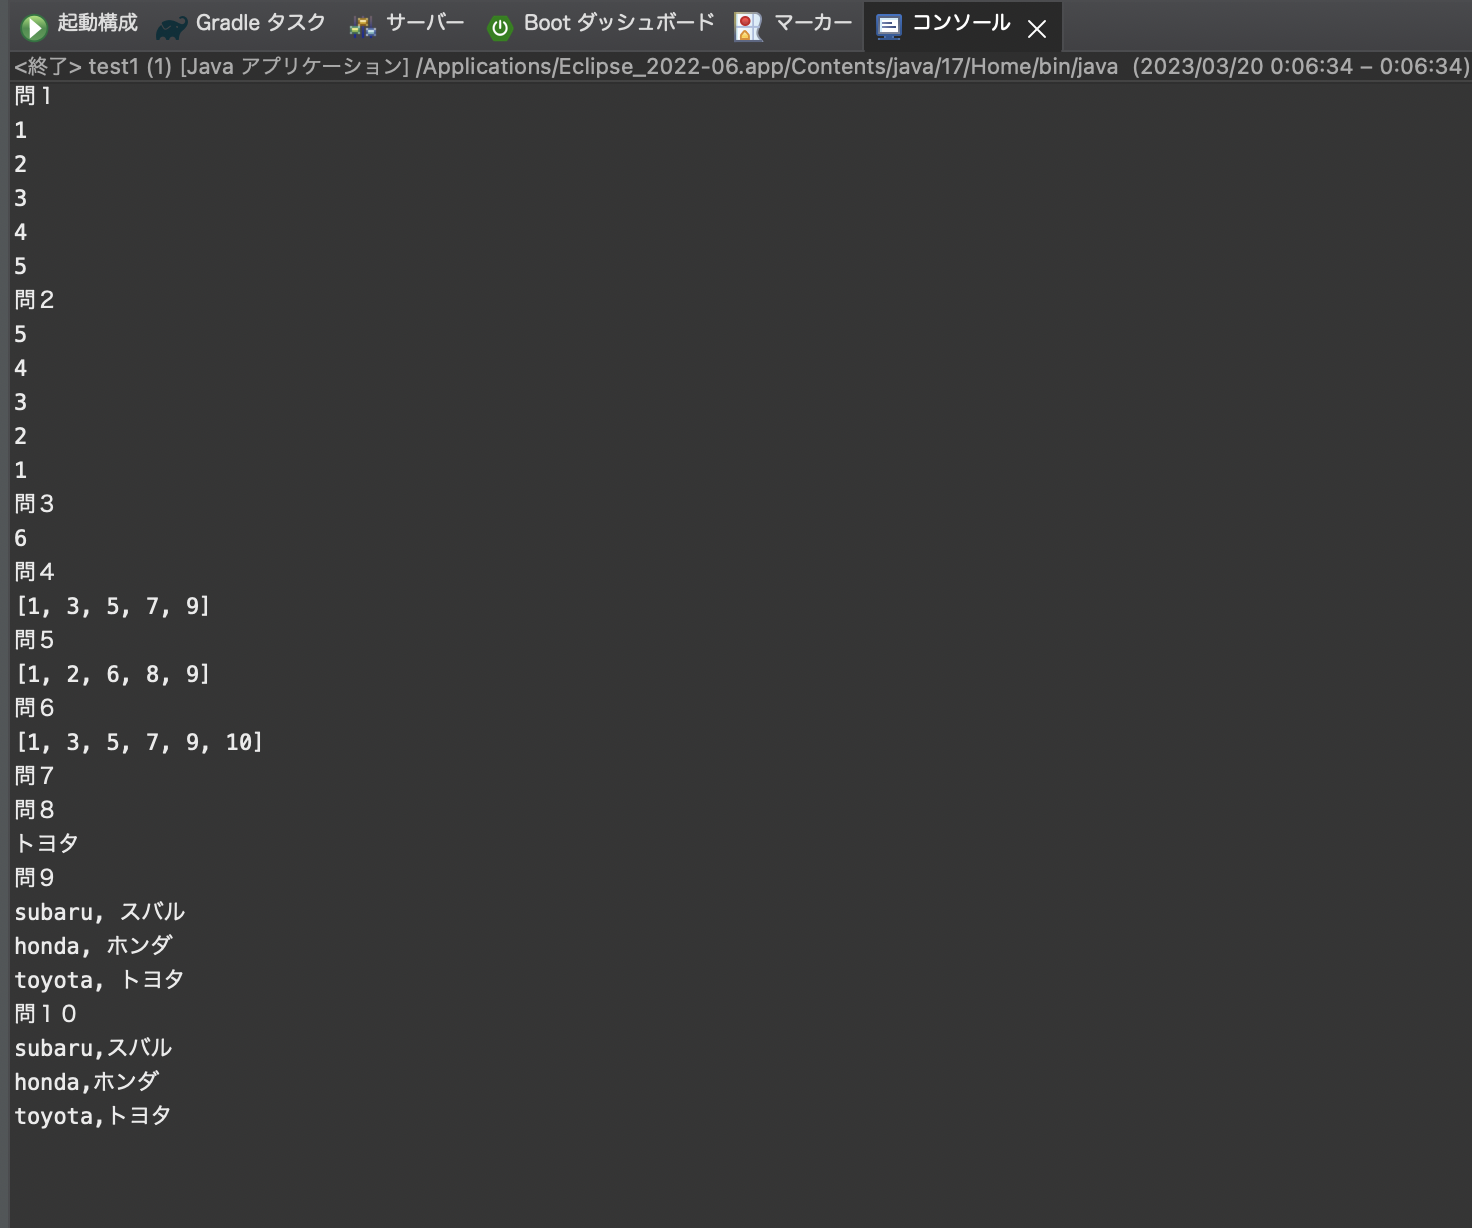 起動構成 Gradle タスク サーバー Boot ダッシュボード マーカー コンソール
<終了> test1 (1) [Java アプリケーション] /Applications/Eclipse_2022-06.app/Contents/java/17/Home/bin/java (2023/03/20 0:06:34 – 0:06:34)
問１
1
2
3
4
5
問２
5
4
3
2
1
問３
6
問４
[1, 3, 5, 7, 9]
問５
[1, 2, 6, 8, 9]
問６
[1, 3, 5, 7, 9, 10]
問７
問８
トヨタ
問９
subaru, スバル
honda, ホンダ
toyota, トヨタ
問１０
subaru,スバル
honda,ホンダ
toyota,トヨタ